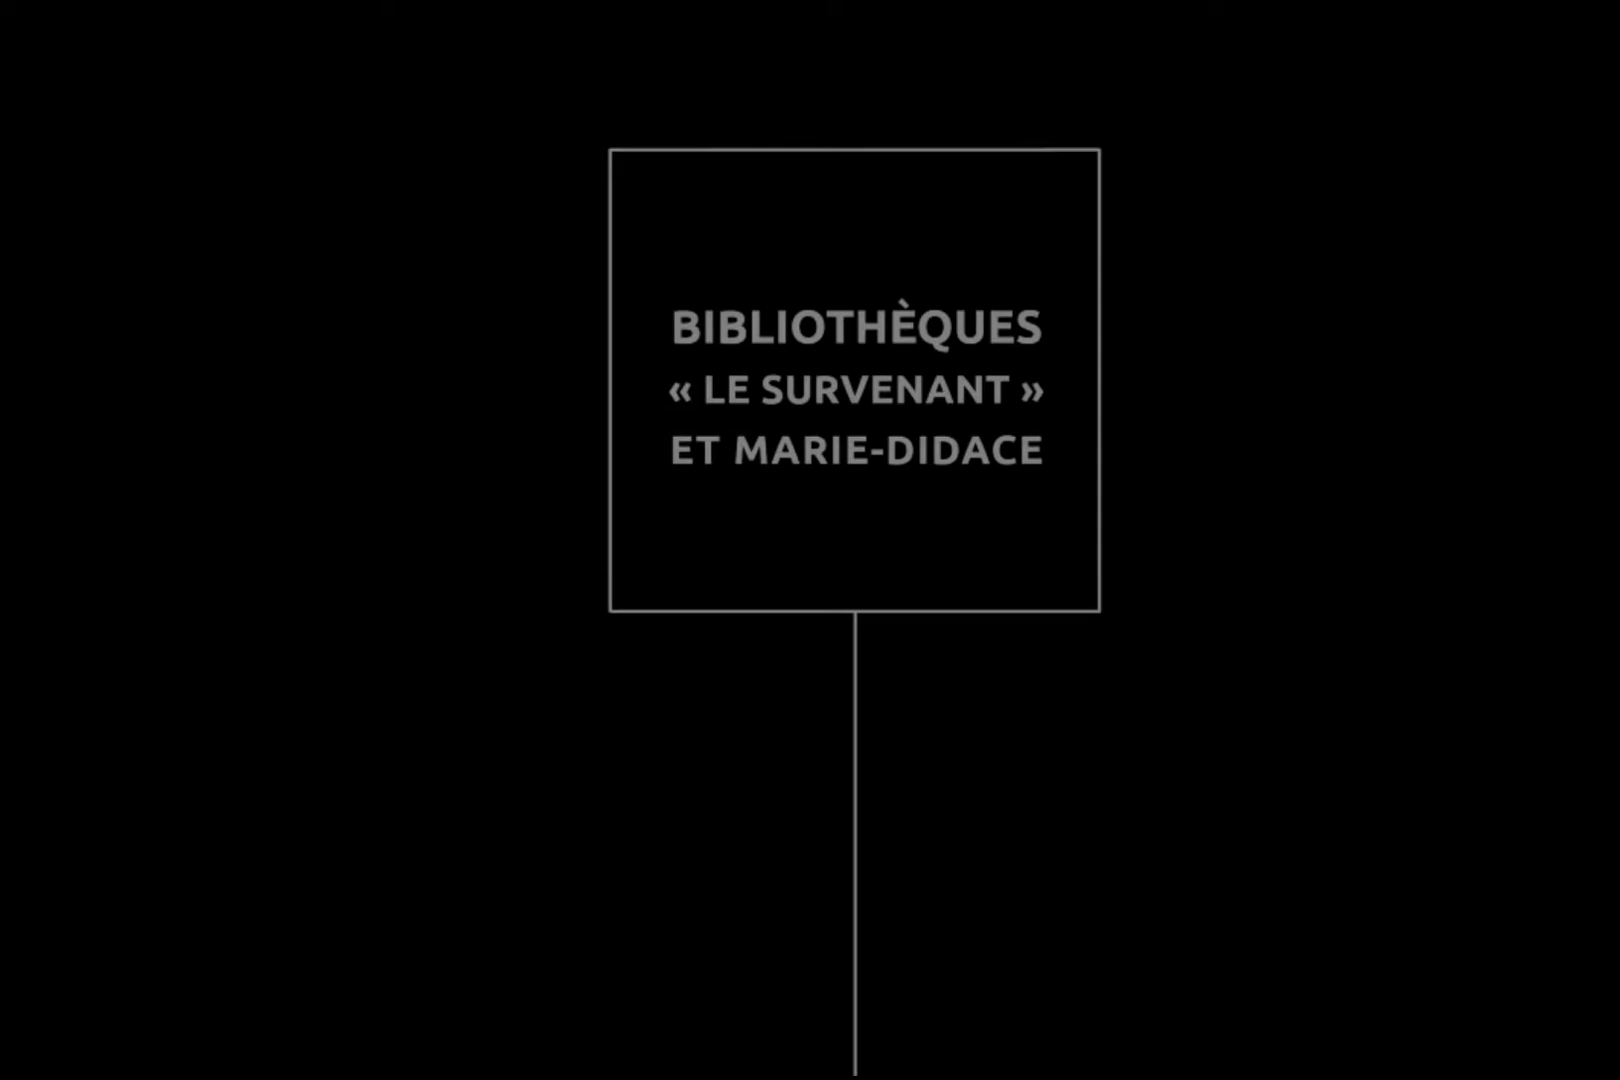 BIBLIOTHÈQUES
« LE SURVENANT »
ET MARIE-DIDACE